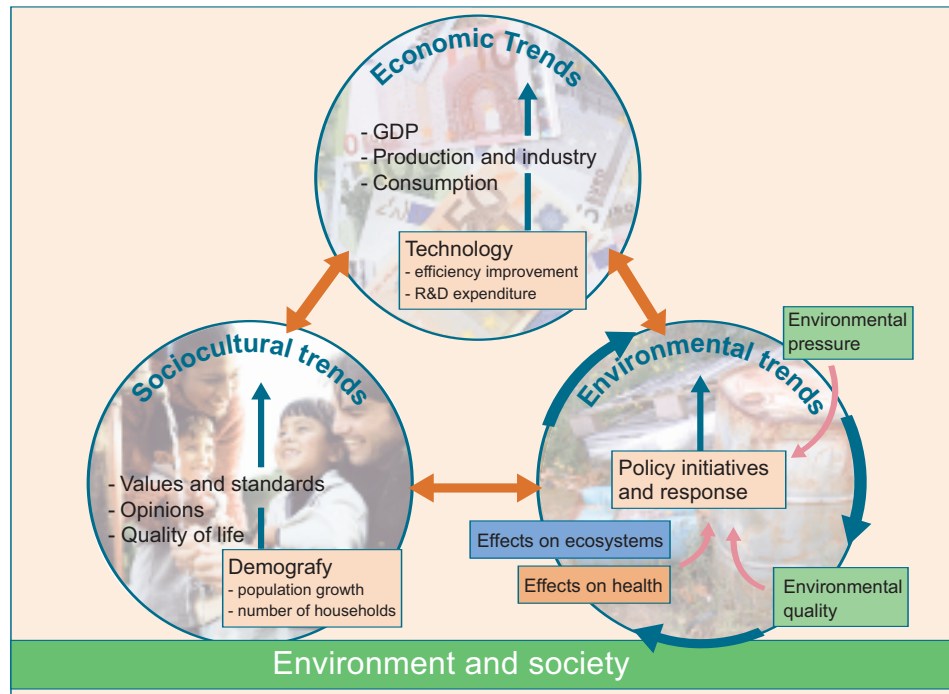 Economic Trends
- GDP
- Production and industry
- Consumption
Technology
- efficiency improvement
- R&D expenditure
Sociocultural trends
- Values and standards
- Opinions
- Quality of life
Demografy
- population growth
- number of households
Environmental trends
Environmental
pressure
Policy initiatives
and response
Effects on ecosystems
Effects on health
Environmental
quality
Environment and society